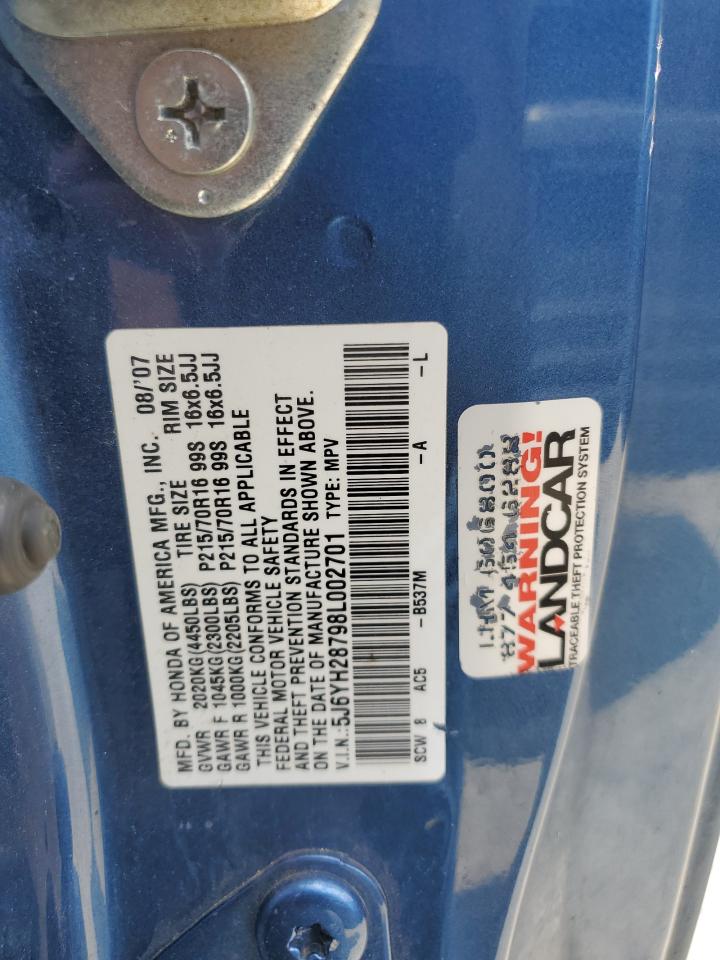 MFD. BY HONDA OF AMERICA MFG., INC. 08/'07
GVWR 2020KG(4450LBS) TIRE SIZE RIM SIZE
GAWR F 1045KG(2300LBS) P215/70R16 99S 16x6.5JJ
GAWR R 1000KG(2205LBS) P215/70R16 99S 16x6.5JJ
THIS VEHICLE CONFORMS TO ALL APPLICABLE
FEDERAL MOTOR VEHICLE SAFETY
AND THEFT PREVENTION STANDARDS IN EFFECT
ON THE DATE OF MANUFACTURE SHOWN ABOVE.
V.I.N.:5J6YH28798L002701 TYPE: MPV
SCW 8 AC5 -B537M -A -L
WARNING!
LANDCAR
TRACEABLE THEFT PROTECTION SYSTEM